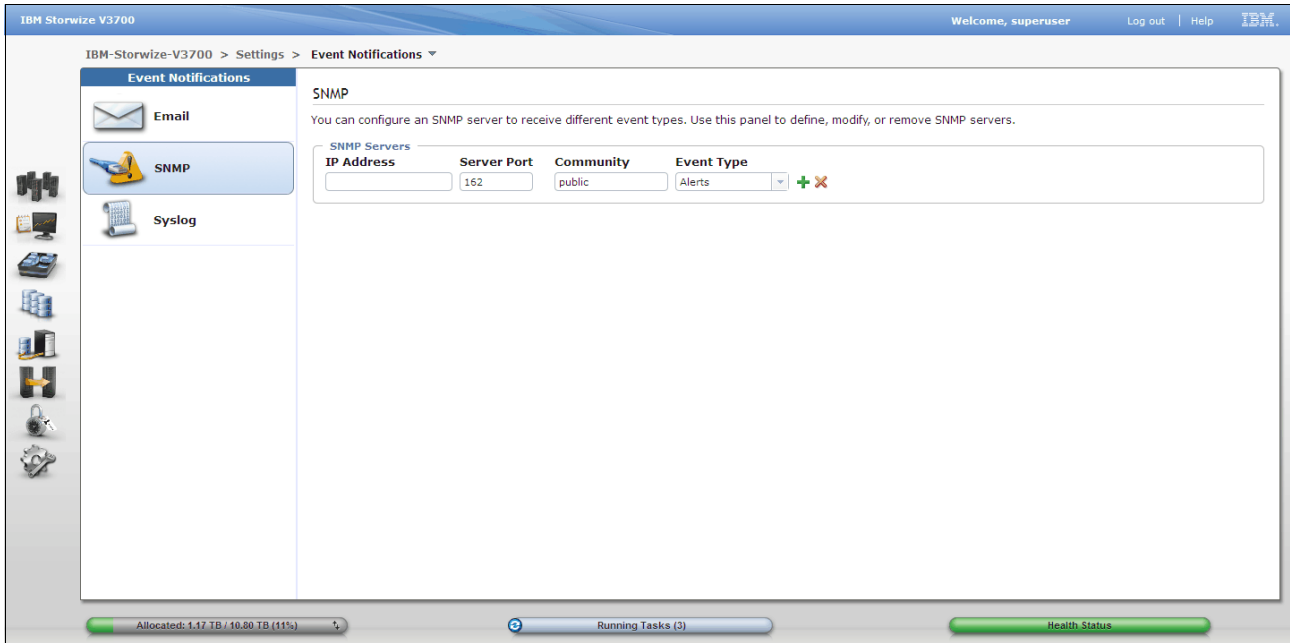 IBM Storwize V3700
Welcome, superuser
Log out | Help
IBM.
IBM-Storwize-V3700 > Settings > Event Notifications
Event Notifications
Email
SNMP
Syslog
SNMP
You can configure an SNMP server to receive different event types. Use this panel to define, modify, or remove SNMP servers.
SNMP Servers
IP Address Server Port Community Event Type
162 public Alerts
Allocated: 1.17 TB / 10.80 TB (11%)
Running Tasks (3)
Health Status